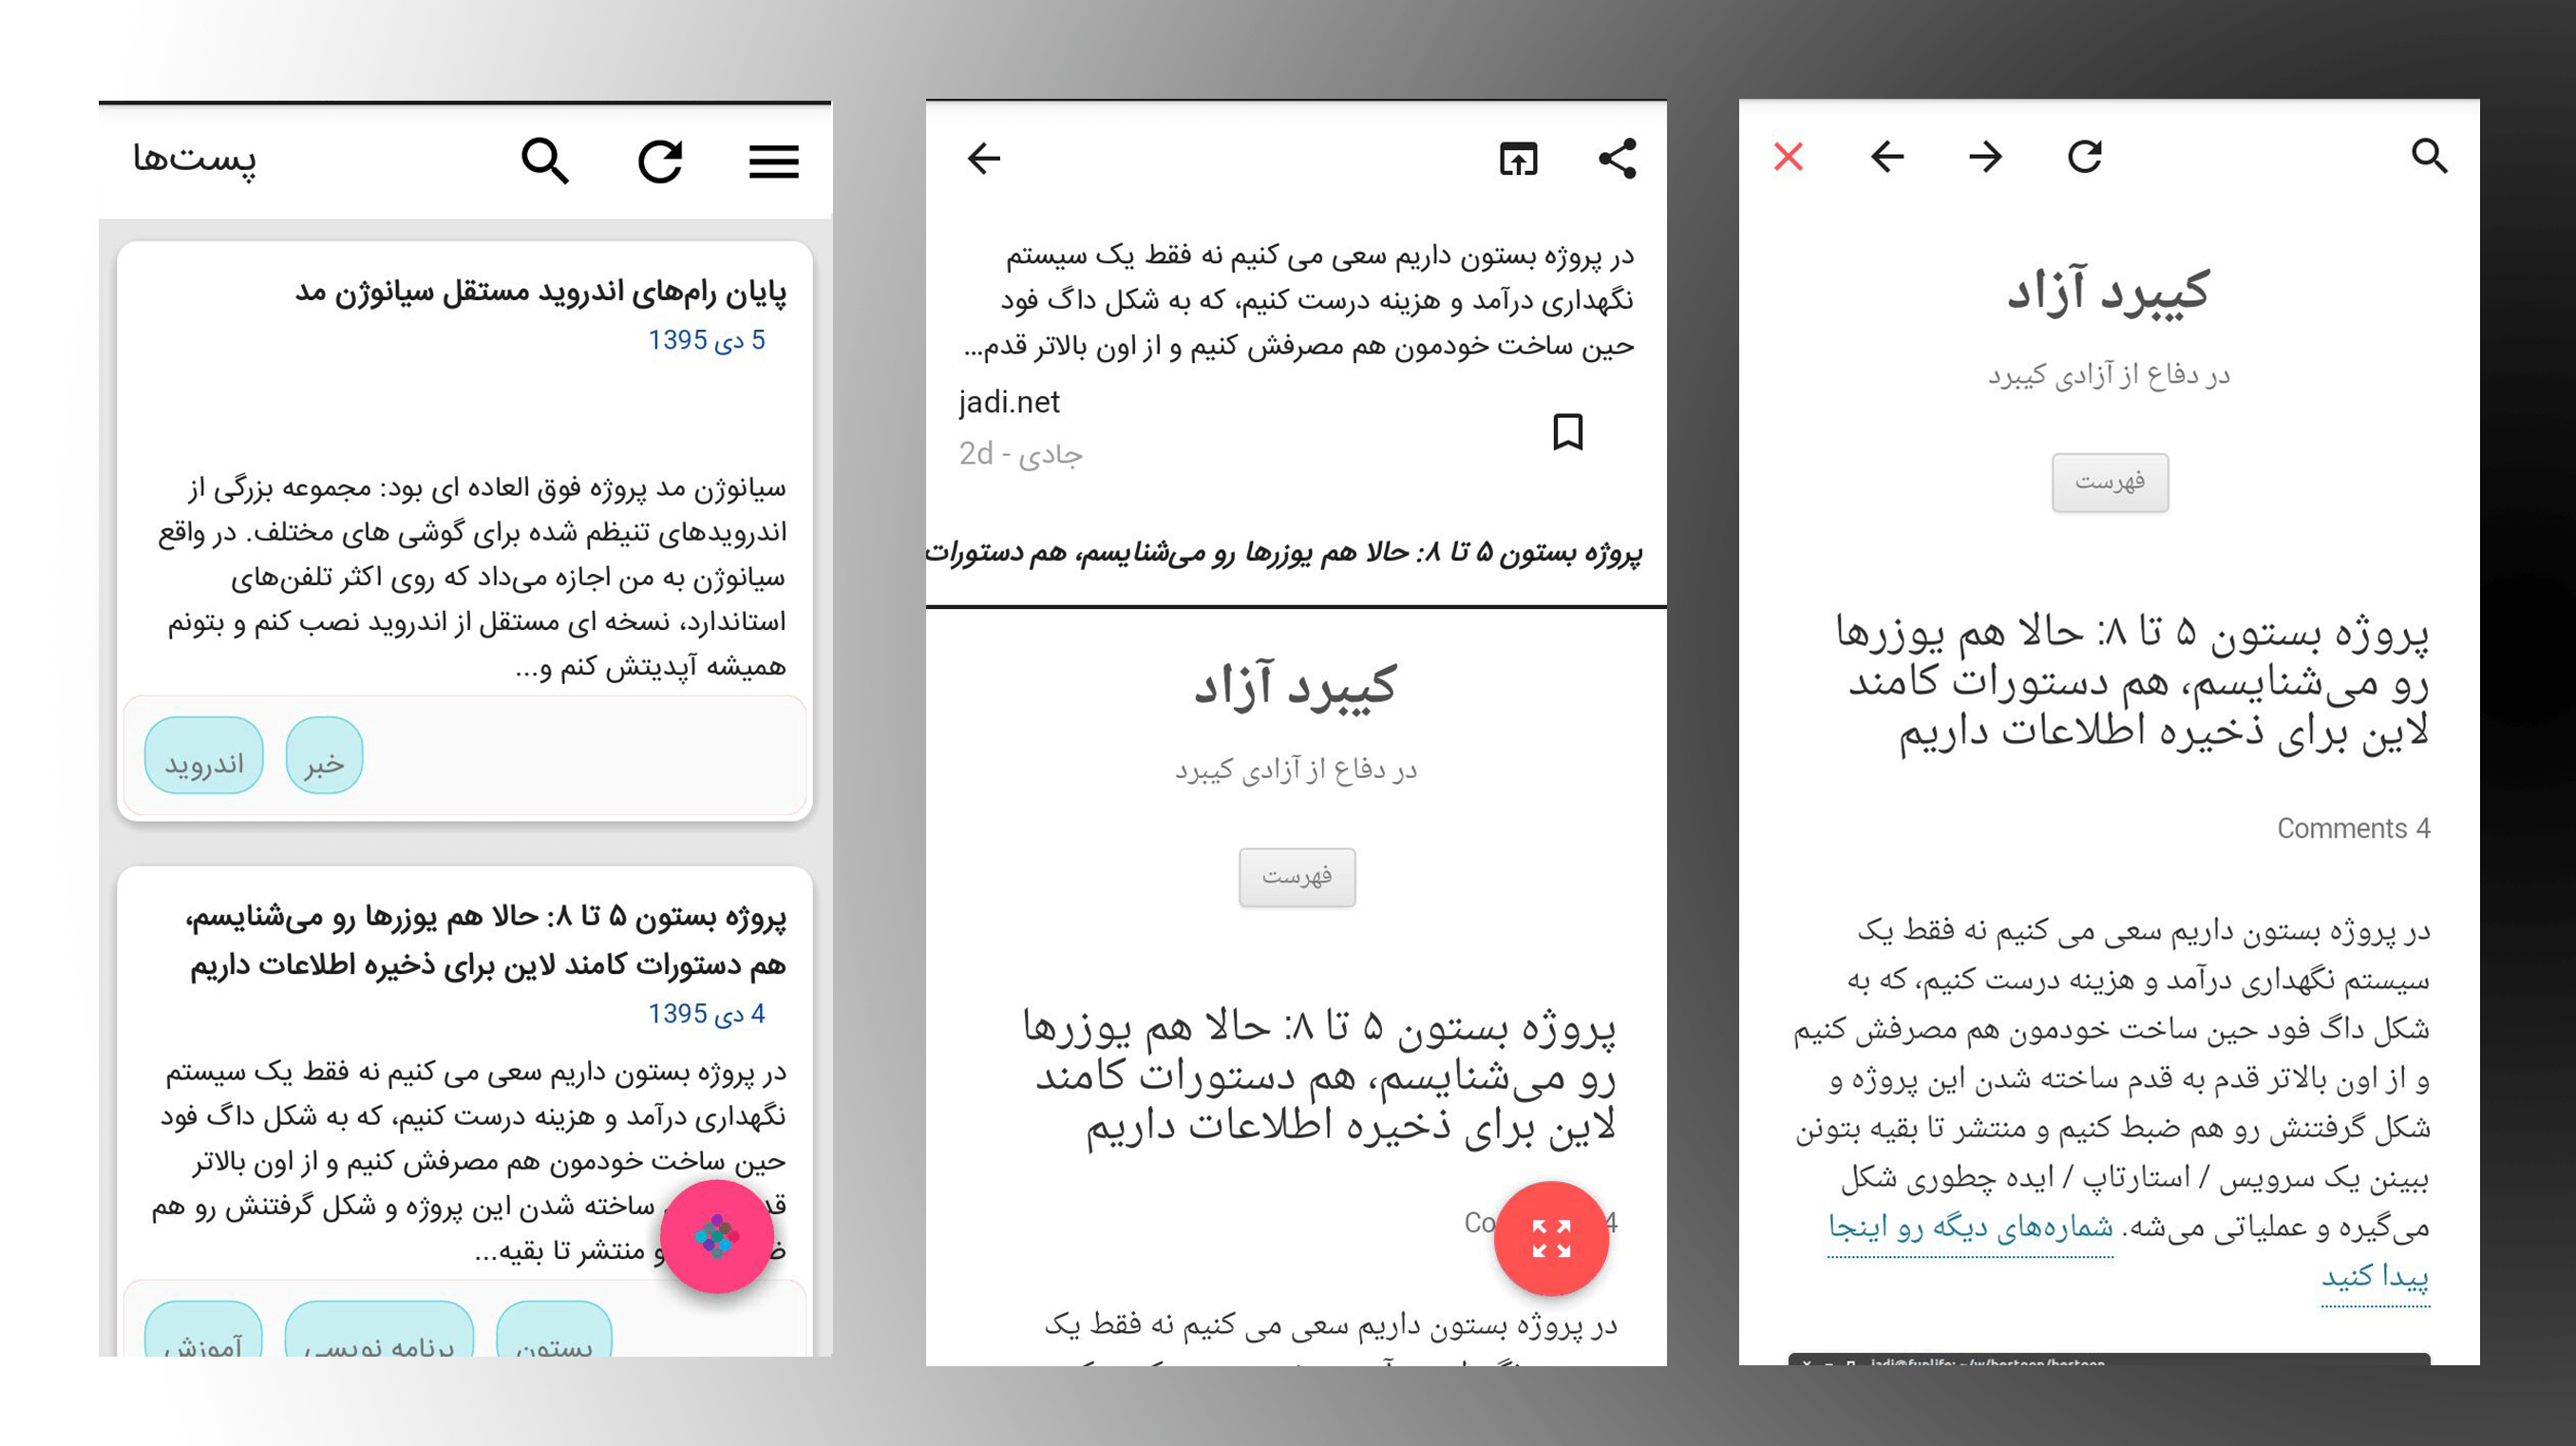 پست‌ها
پایان رام‌های اندروید مستقل سیانوژن مد
5 دی 1395
سیانوژن مد پروژه فوق العاده ای بود: مجموعه بزرگی از
اندرویدهای تنیظم شده برای گوشی های مختلف. در واقع
سیانوژن به من اجازه می‌داد که روی اکثر تلفن‌های
استاندارد، نسخه ای مستقل از اندروید نصب کنم و بتونم
همیشه آپدیتش کنم و...
خبر
اندروید
پروژه بستون ۵ تا ۸: حالا هم یوزرها رو می‌شنایسم،
هم دستورات کامند لاین برای ذخیره اطلاعات داریم
4 دی 1395
در پروژه بستون داریم سعی می کنیم نه فقط یک سیستم
نگهداری درآمد و هزینه درست کنیم، که به شکل داگ فود
حین ساخت خودمون هم مصرفش کنیم و از اون بالاتر
ساخته شدن این پروژه و شکل گرفتنش رو هم
و منتشر تا بقیه...
بستون
برنامه نویسی
آموزش
در پروژه بستون داریم سعی می کنیم نه فقط یک سیستم
نگهداری درآمد و هزینه درست کنیم، که به شکل داگ فود
حین ساخت خودمون هم مصرفش کنیم و از اون بالاتر قدم...
jadi.net
جادی - 2d
پروژه بستون ۵ تا ۸: حالا هم یوزرها رو می‌شنایسم، هم دستورات
کیبرد آزاد
در دفاع از آزادی کیبرد
فهرست
پروژه بستون ۵ تا ۸: حالا هم یوزرها
رو می‌شنایسم، هم دستورات کامند
لاین برای ذخیره اطلاعات داریم
Co 4
در پروژه بستون داریم سعی می کنیم نه فقط یک
کیبرد آزاد
در دفاع از آزادی کیبرد
فهرست
پروژه بستون ۵ تا ۸: حالا هم یوزرها
رو می‌شنایسم، هم دستورات کامند
لاین برای ذخیره اطلاعات داریم
Comments 4
در پروژه بستون داریم سعی می کنیم نه فقط یک
سیستم نگهداری درآمد و هزینه درست کنیم، که به
شکل داگ فود حین ساخت خودمون هم مصرفش کنیم
و از اون بالاتر قدم به قدم ساخته شدن این پروژه و
شکل گرفتنش رو هم ضبط کنیم و منتشر تا بقیه بتونن
ببینن یک سرویس / استارتاپ / ایده چطوری شکل
می‌گیره و عملیاتی می‌شه. شماره‌های دیگه رو اینجا
پیدا کنید